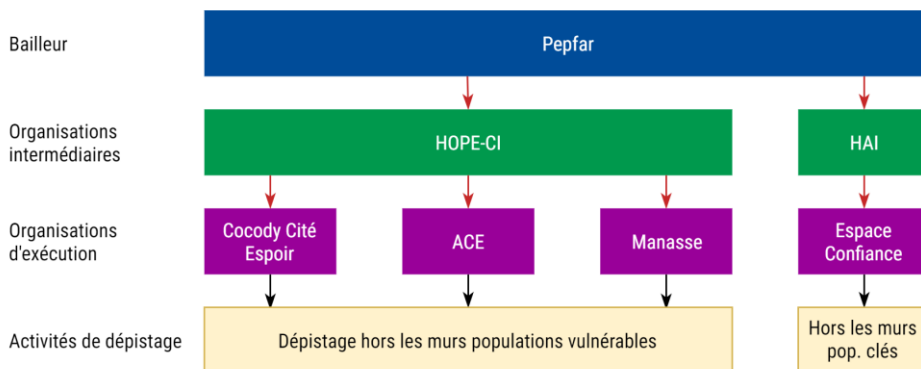 Bailleur
Pepfar
Organisations
intermédiaires
HOPE-CI
HAI
Organisations
d'exécution
Cocody Cité
Espoir
ACE
Manasse
Espace
Confiance
Activités de dépistage
Dépistage hors les murs populations vulnérables
Hors les murs
pop. clés